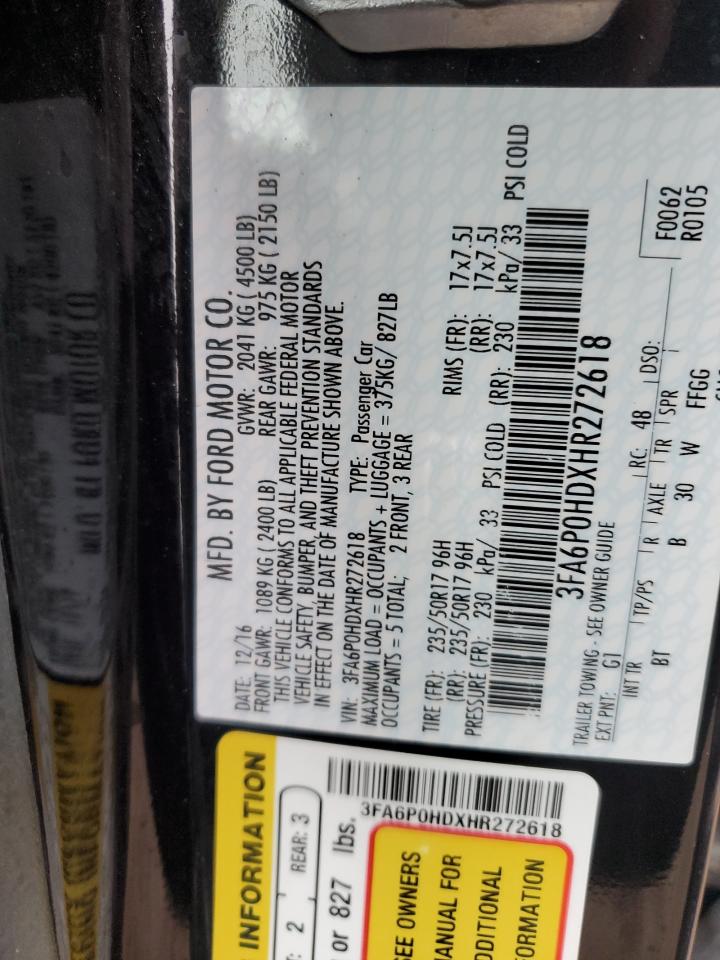 MFD. BY FORD MOTOR CO.
DATE: 12/16 GVWR: 2041 KG ( 4500 LB)
FRONT GAWR: 1089 KG ( 2400 LB) REAR GAWR: 975 KG ( 2150 LB)
THIS VEHICLE CONFORMS TO ALL APPLICABLE FEDERAL MOTOR
VEHICLE SAFETY, BUMPER, AND THEFT PREVENTION STANDARDS
IN EFFECT ON THE DATE OF MANUFACTURE SHOWN ABOVE.
VIN: 3FA6P0HDXHR272618 TYPE: Passenger Car
MAXIMUM LOAD = OCCUPANTS + LUGGAGE = 375KG/ 827LB
OCCUPANTS = 5 TOTAL; 2 FRONT, 3 REAR
TIRE (FR): 235/50R17 96H RIMS (FR): 17x7.5J
(RR): 235/50R17 96H (RR): 17x7.5J
PRESSURE (FR): 230 kPa/ 33 PSI COLD (RR): 230 kPa/ 33 PSI COLD
3FA6P0HDXHR272618
TRAILER TOWING - SEE OWNER GUIDE
EXT PNT: G1 RC: 48 DSO: F0062
R0105
INT TR TP/PS R AXLE TR SPR
BT B 30 W FFGG
INFORMATION
2 REAR: 3
or 827 lbs.
3FA6P0HDXHR272618
SEE OWNERS
MANUAL FOR
ADDITIONAL
INFORMATION